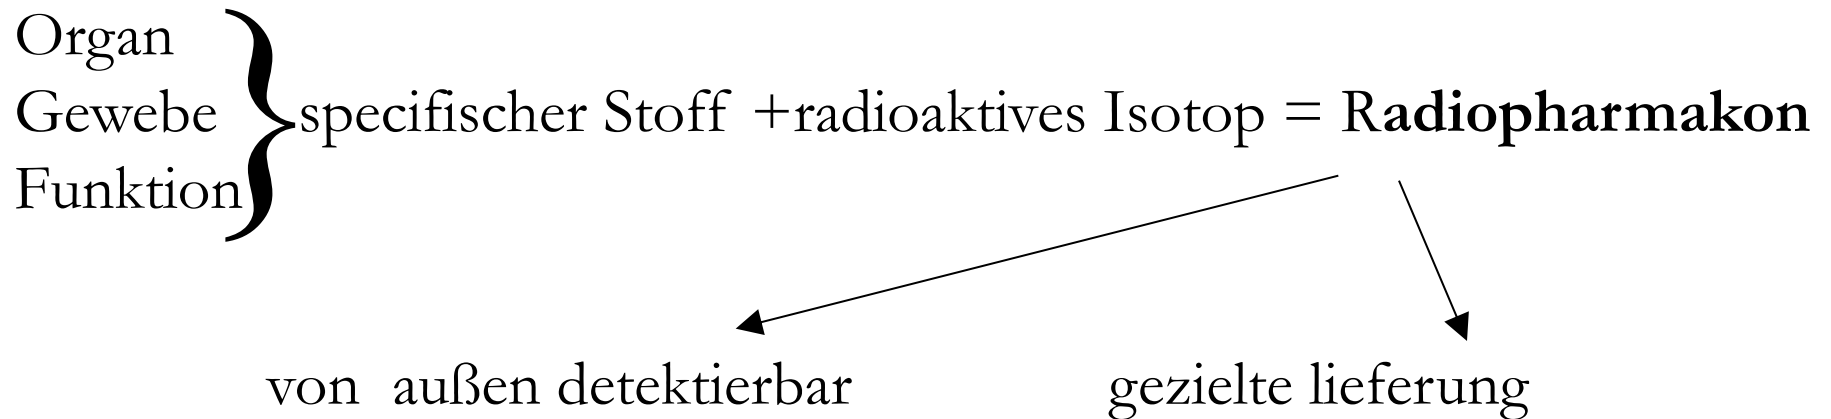 Organ
Gewebe
Funktion
specifischer Stoff +radioaktives Isotop = Radiopharmakon
von außen detektierbar
gezielte lieferung